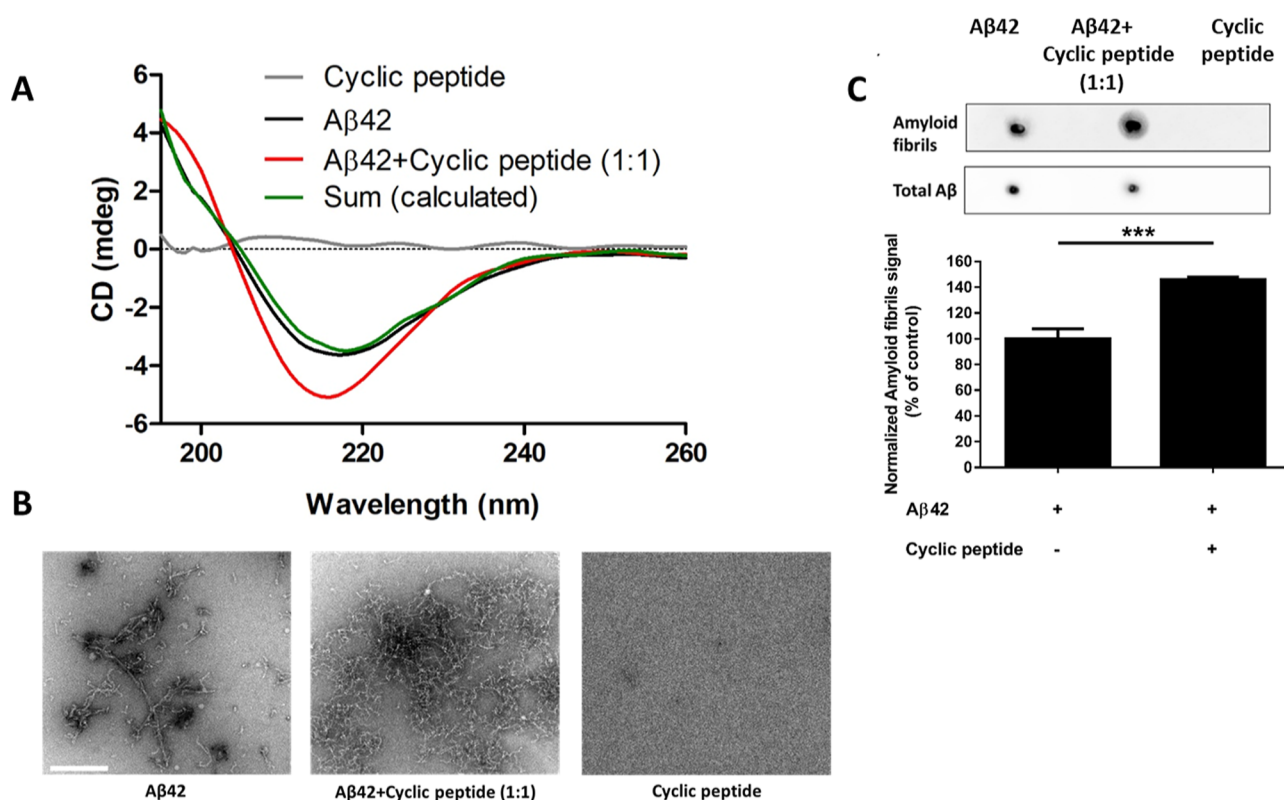 A
6
4
2
0
-2
-4
-6
CD (mdeg)
Cyclic peptide
Aβ42
Aβ42+Cyclic peptide (1:1)
Sum (calculated)
200
220
240
260
Wavelength (nm)
B
Aβ42
Aβ42+Cyclic peptide (1:1)
Cyclic peptide
C
Aβ42
Aβ42+
Cyclic peptide
(1:1)
Cyclic
peptide
Amyloid
fibrils
Total Aβ
***
Normalized Amyloid fibrils signal
(% of control)
160
140
120
100
80
60
40
20
0
Aβ42 + +
Cyclic peptide - +